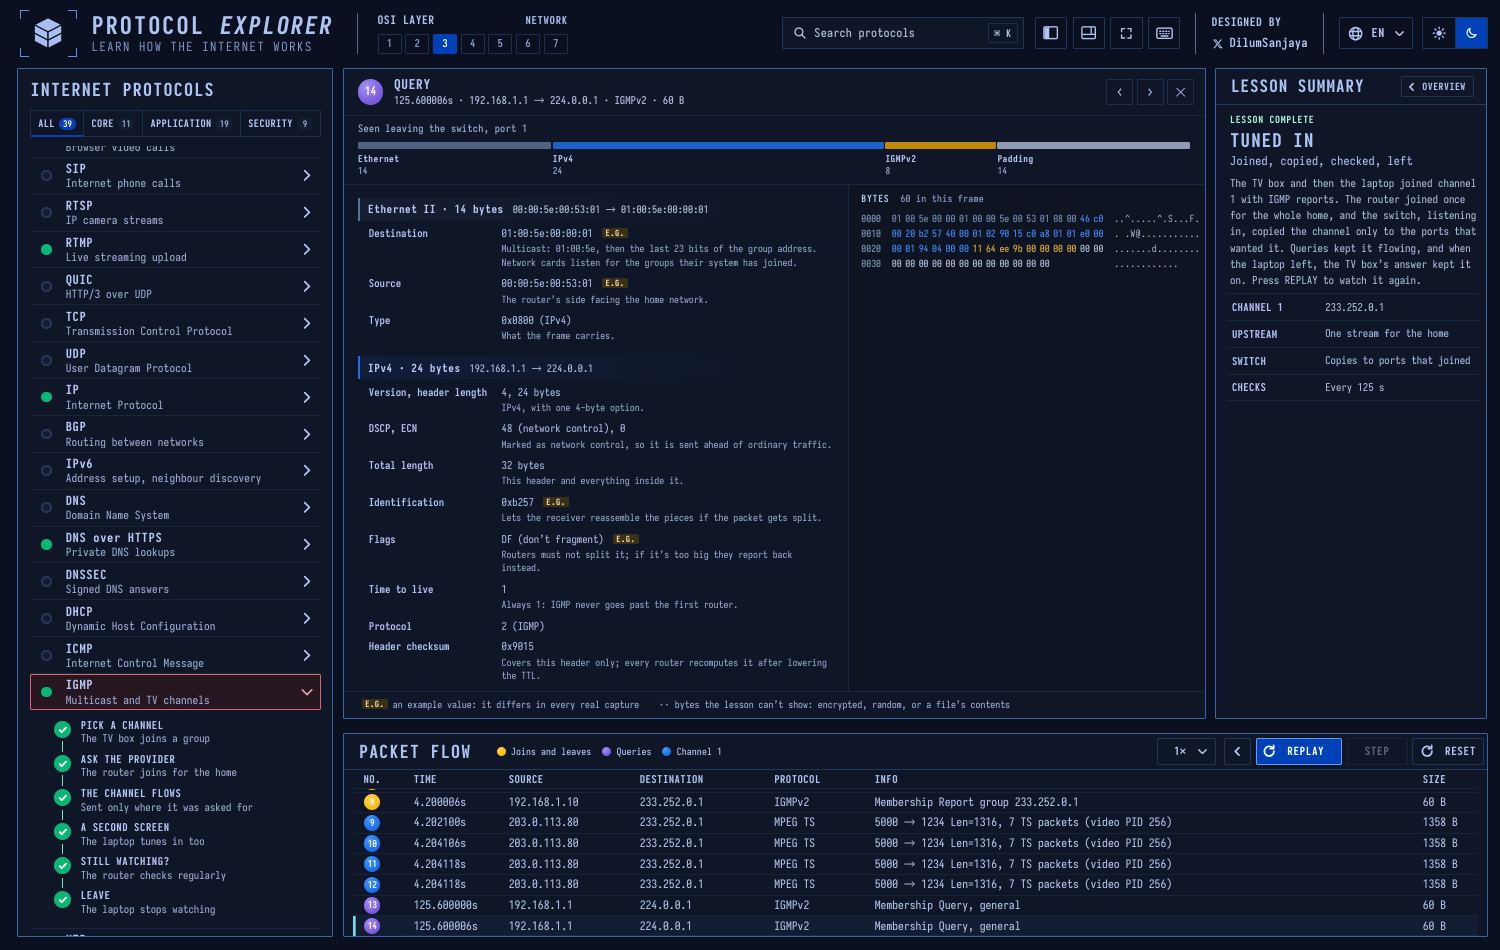 PROTOCOL EXPLORER
LEARN HOW THE INTERNET WORKS
OSI LAYER NETWORK
1 2 3 4 5 6 7
Search protocols ⌘ K
DESIGNED BY
DilumSanjaya
EN
INTERNET PROTOCOLS
ALL 39 CORE 11 APPLICATION 19 SECURITY 9
Browser video calls
SIP
Internet phone calls
RTSP
IP camera streams
RTMP
Live streaming upload
QUIC
HTTP/3 over UDP
TCP
Transmission Control Protocol
UDP
User Datagram Protocol
IP
Internet Protocol
BGP
Routing between networks
IPv6
Address setup, neighbour discovery
DNS
Domain Name System
DNS over HTTPS
Private DNS lookups
DNSSEC
Signed DNS answers
DHCP
Dynamic Host Configuration
ICMP
Internet Control Message
IGMP
Multicast and TV channels
PICK A CHANNEL
The TV box joins a group
ASK THE PROVIDER
The router joins for the home
THE CHANNEL FLOWS
Sent only where it was asked for
A SECOND SCREEN
The laptop tunes in too
STILL WATCHING?
The router checks regularly
LEAVE
The laptop stops watching
14 QUERY
125.600006s · 192.168.1.1 → 224.0.0.1 · IGMPv2 · 60 B
Seen leaving the switch, port 1
Ethernet IPv4 IGMPv2 Padding
14 24 8 14
Ethernet II · 14 bytes 00:00:5e:00:53:01 → 01:00:5e:00:00:01
Destination 01:00:5e:00:00:01 E.G.
Multicast: 01:00:5e, then the last 23 bits of the group address.
Network cards listen for the groups their system has joined.
Source 00:00:5e:00:53:01 E.G.
The router's side facing the home network.
Type 0x0800 (IPv4)
What the frame carries.
IPv4 · 24 bytes 192.168.1.1 → 224.0.0.1
Version, header length 4, 24 bytes
IPv4, with one 4-byte option.
DSCP, ECN 48 (network control), 0
Marked as network control, so it is sent ahead of ordinary traffic.
Total length 32 bytes
This header and everything inside it.
Identification 0xb257 E.G.
Lets the receiver reassemble the pieces if the packet gets split.
Flags DF (don't fragment) E.G.
Routers must not split it; if it's too big they report back
instead.
Time to live 1
Always 1: IGMP never goes past the first router.
Protocol 2 (IGMP)
Header checksum 0x9015
Covers this header only; every router recomputes it after lowering
the TTL.
E.G. an example value: it differs in every real capture ·· bytes the lesson can't show: encrypted, random, or a file's contents
BYTES 60 in this frame
0000 01 00 5e 00 00 01 00 00 5e 00 53 01 08 00 46 c0 ..^.....^.S...F.
0010 00 20 b2 57 40 00 01 02 90 15 c0 a8 01 01 e0 00 . .W@...........
0020 00 01 94 04 00 00 11 64 ee 9b 00 00 00 00 00 00 .......d........
0030 00 00 00 00 00 00 00 00 00 00 00 00 ............
LESSON SUMMARY OVERVIEW
LESSON COMPLETE
TUNED IN
Joined, copied, checked, left
The TV box and then the laptop joined channel
1 with IGMP reports. The router joined once
for the whole home, and the switch, listening
in, copied the channel only to the ports that
wanted it. Queries kept it flowing, and when
the laptop left, the TV box's answer kept it
on. Press REPLAY to watch it again.
CHANNEL 1 233.252.0.1
UPSTREAM One stream for the home
SWITCH Copies to ports that joined
CHECKS Every 125 s
PACKET FLOW Joins and leaves Queries Channel 1 1× REPLAY STEP RESET
NO. TIME SOURCE DESTINATION PROTOCOL INFO SIZE
8 4.200006s 192.168.1.10 233.252.0.1 IGMPv2 Membership Report group 233.252.0.1 60 B
9 4.202100s 203.0.113.80 233.252.0.1 MPEG TS 5000 → 1234 Len=1316, 7 TS packets (video PID 256) 1358 B
10 4.204106s 203.0.113.80 233.252.0.1 MPEG TS 5000 → 1234 Len=1316, 7 TS packets (video PID 256) 1358 B
11 4.204118s 203.0.113.80 233.252.0.1 MPEG TS 5000 → 1234 Len=1316, 7 TS packets (video PID 256) 1358 B
12 4.204118s 203.0.113.80 233.252.0.1 MPEG TS 5000 → 1234 Len=1316, 7 TS packets (video PID 256) 1358 B
13 125.600000s 192.168.1.1 224.0.0.1 IGMPv2 Membership Query, general 60 B
14 125.600006s 192.168.1.1 224.0.0.1 IGMPv2 Membership Query, general 60 B